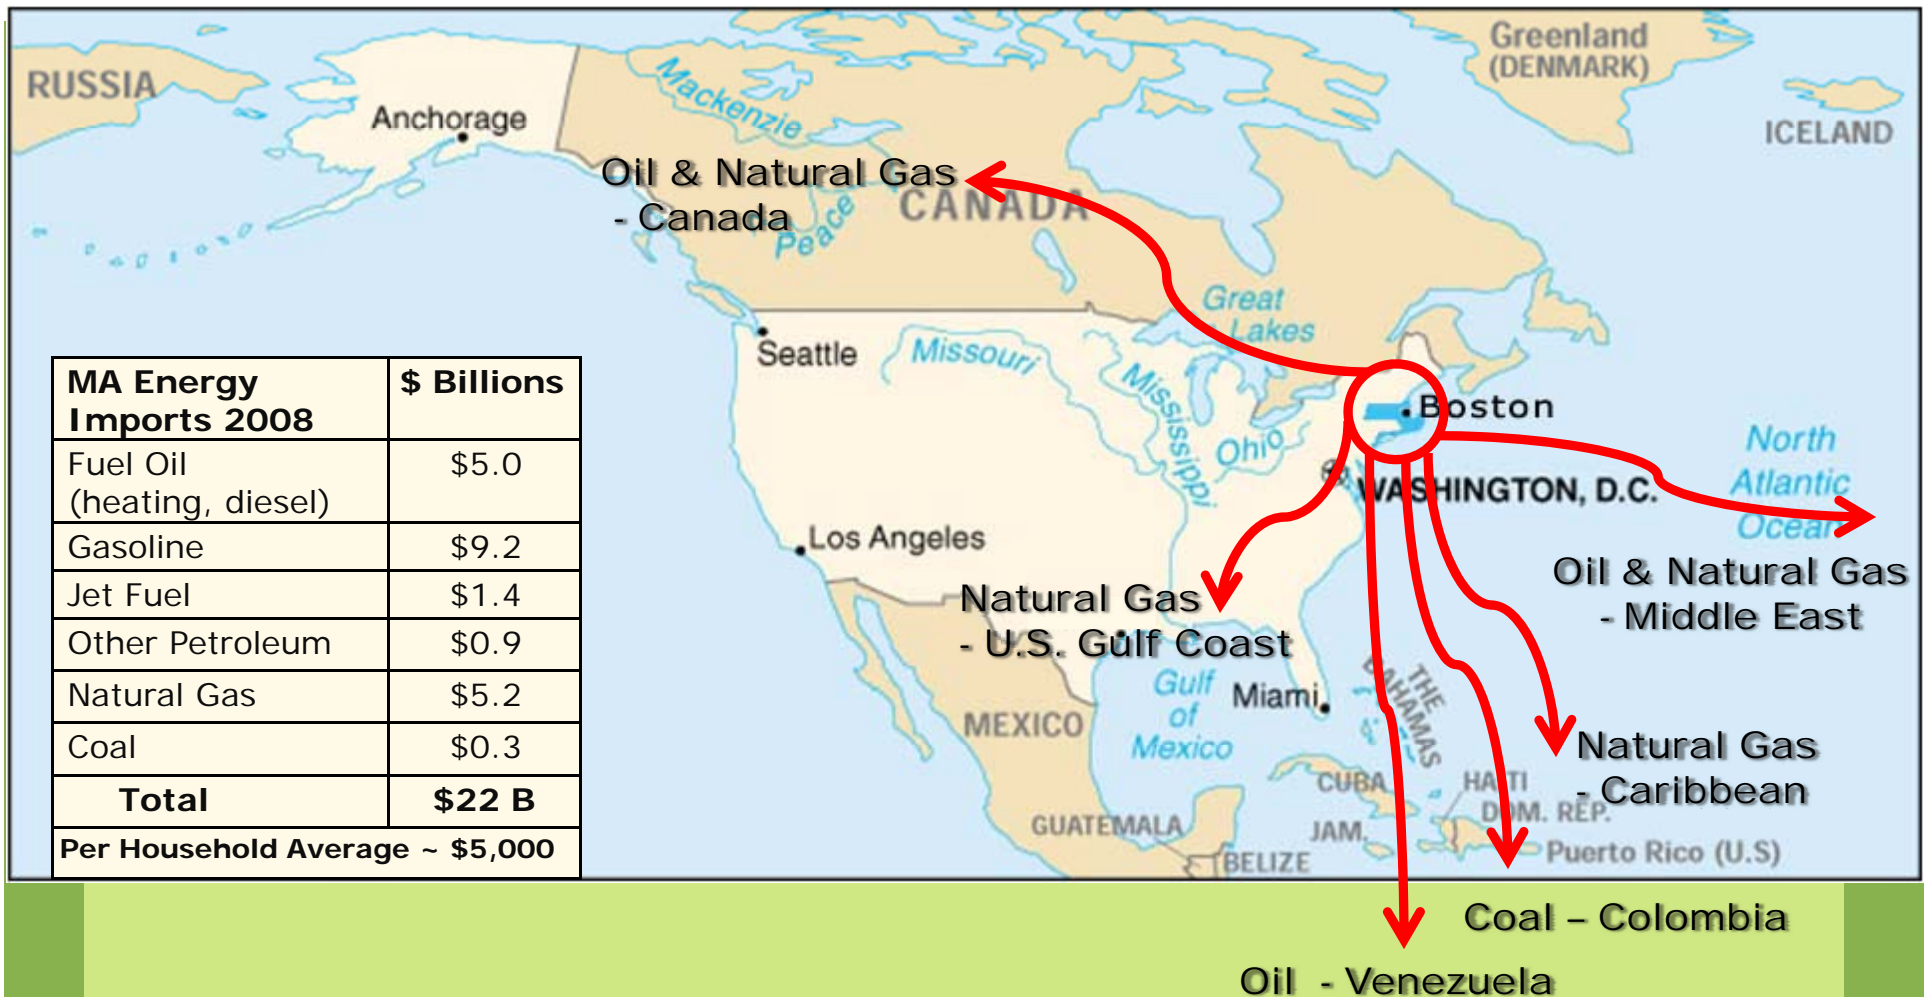 Greenland
(DENMARK)
RUSSIA
Mackenzie
Anchorage
ICELAND
Oil & Natural Gas
- Canada
CANADA
Peace
Great
Lakes
Seattle
Missouri
Mississippi
Ohio
Boston
North
Atlantic
Ocean
WASHINGTON, D.C.
Los Angeles
MA Energy Imports 2008 $ Billions
Fuel Oil (heating, diesel) $5.0
Gasoline $9.2
Jet Fuel $1.4
Other Petroleum $0.9
Natural Gas $5.2
Coal $0.3
Total $22 B
Per Household Average ~ $5,000
Oil & Natural Gas
- Middle East
Natural Gas
- U.S. Gulf Coast
Gulf
of
Mexico
Miami
THE
BAHAMAS
MEXICO
Natural Gas
- Caribbean
CUBA
HAITI
DOM. REP.
GUATEMALA
JAM.
BELIZE
Puerto Rico (U.S)
Coal – Colombia
Oil - Venezuela